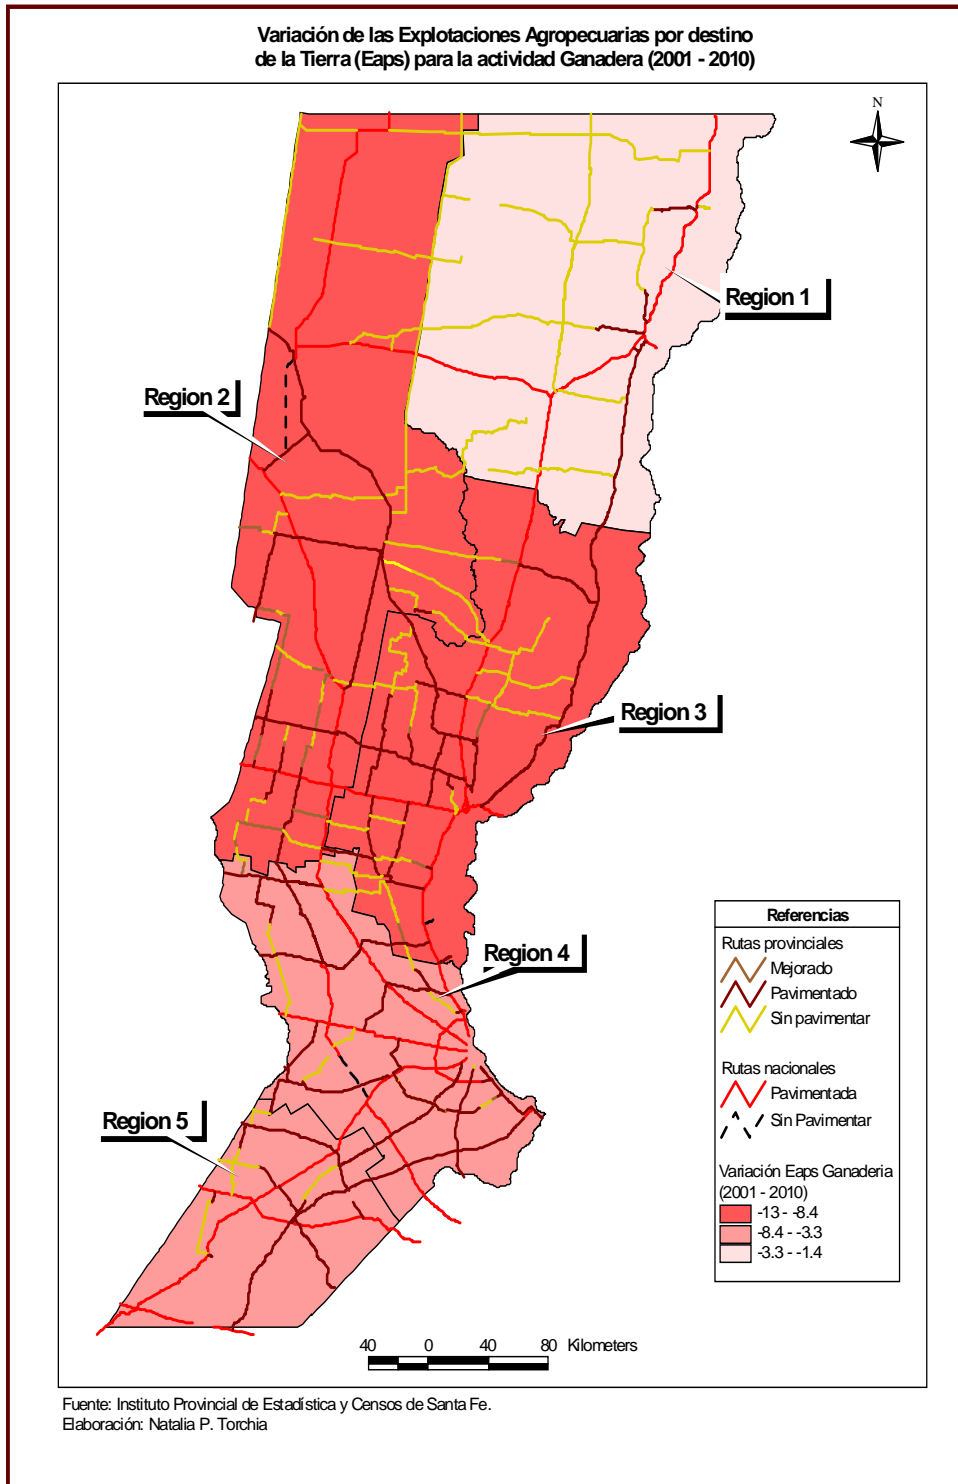 Variación de las Explotaciones Agropecuarias por destino
de la Tierra (Eaps) para la actividad Ganadera (2001 - 2010)
N
Region 1
Region 2
Region 3
Region 4
Region 5
Referencias
Rutas provinciales
Mejorado
Pavimentado
Sin pavimentar
Rutas nacionales
Pavimentada
Sin Pavimentar
Variación Eaps Ganaderia
(2001 - 2010)
-13 - -8.4
-8.4 - -3.3
-3.3 - -1.4
40 0 40 80 Kilometers
Fuente: Instituto Provincial de Estadística y Censos de Santa Fe.
Elaboración: Natalia P. Torchia